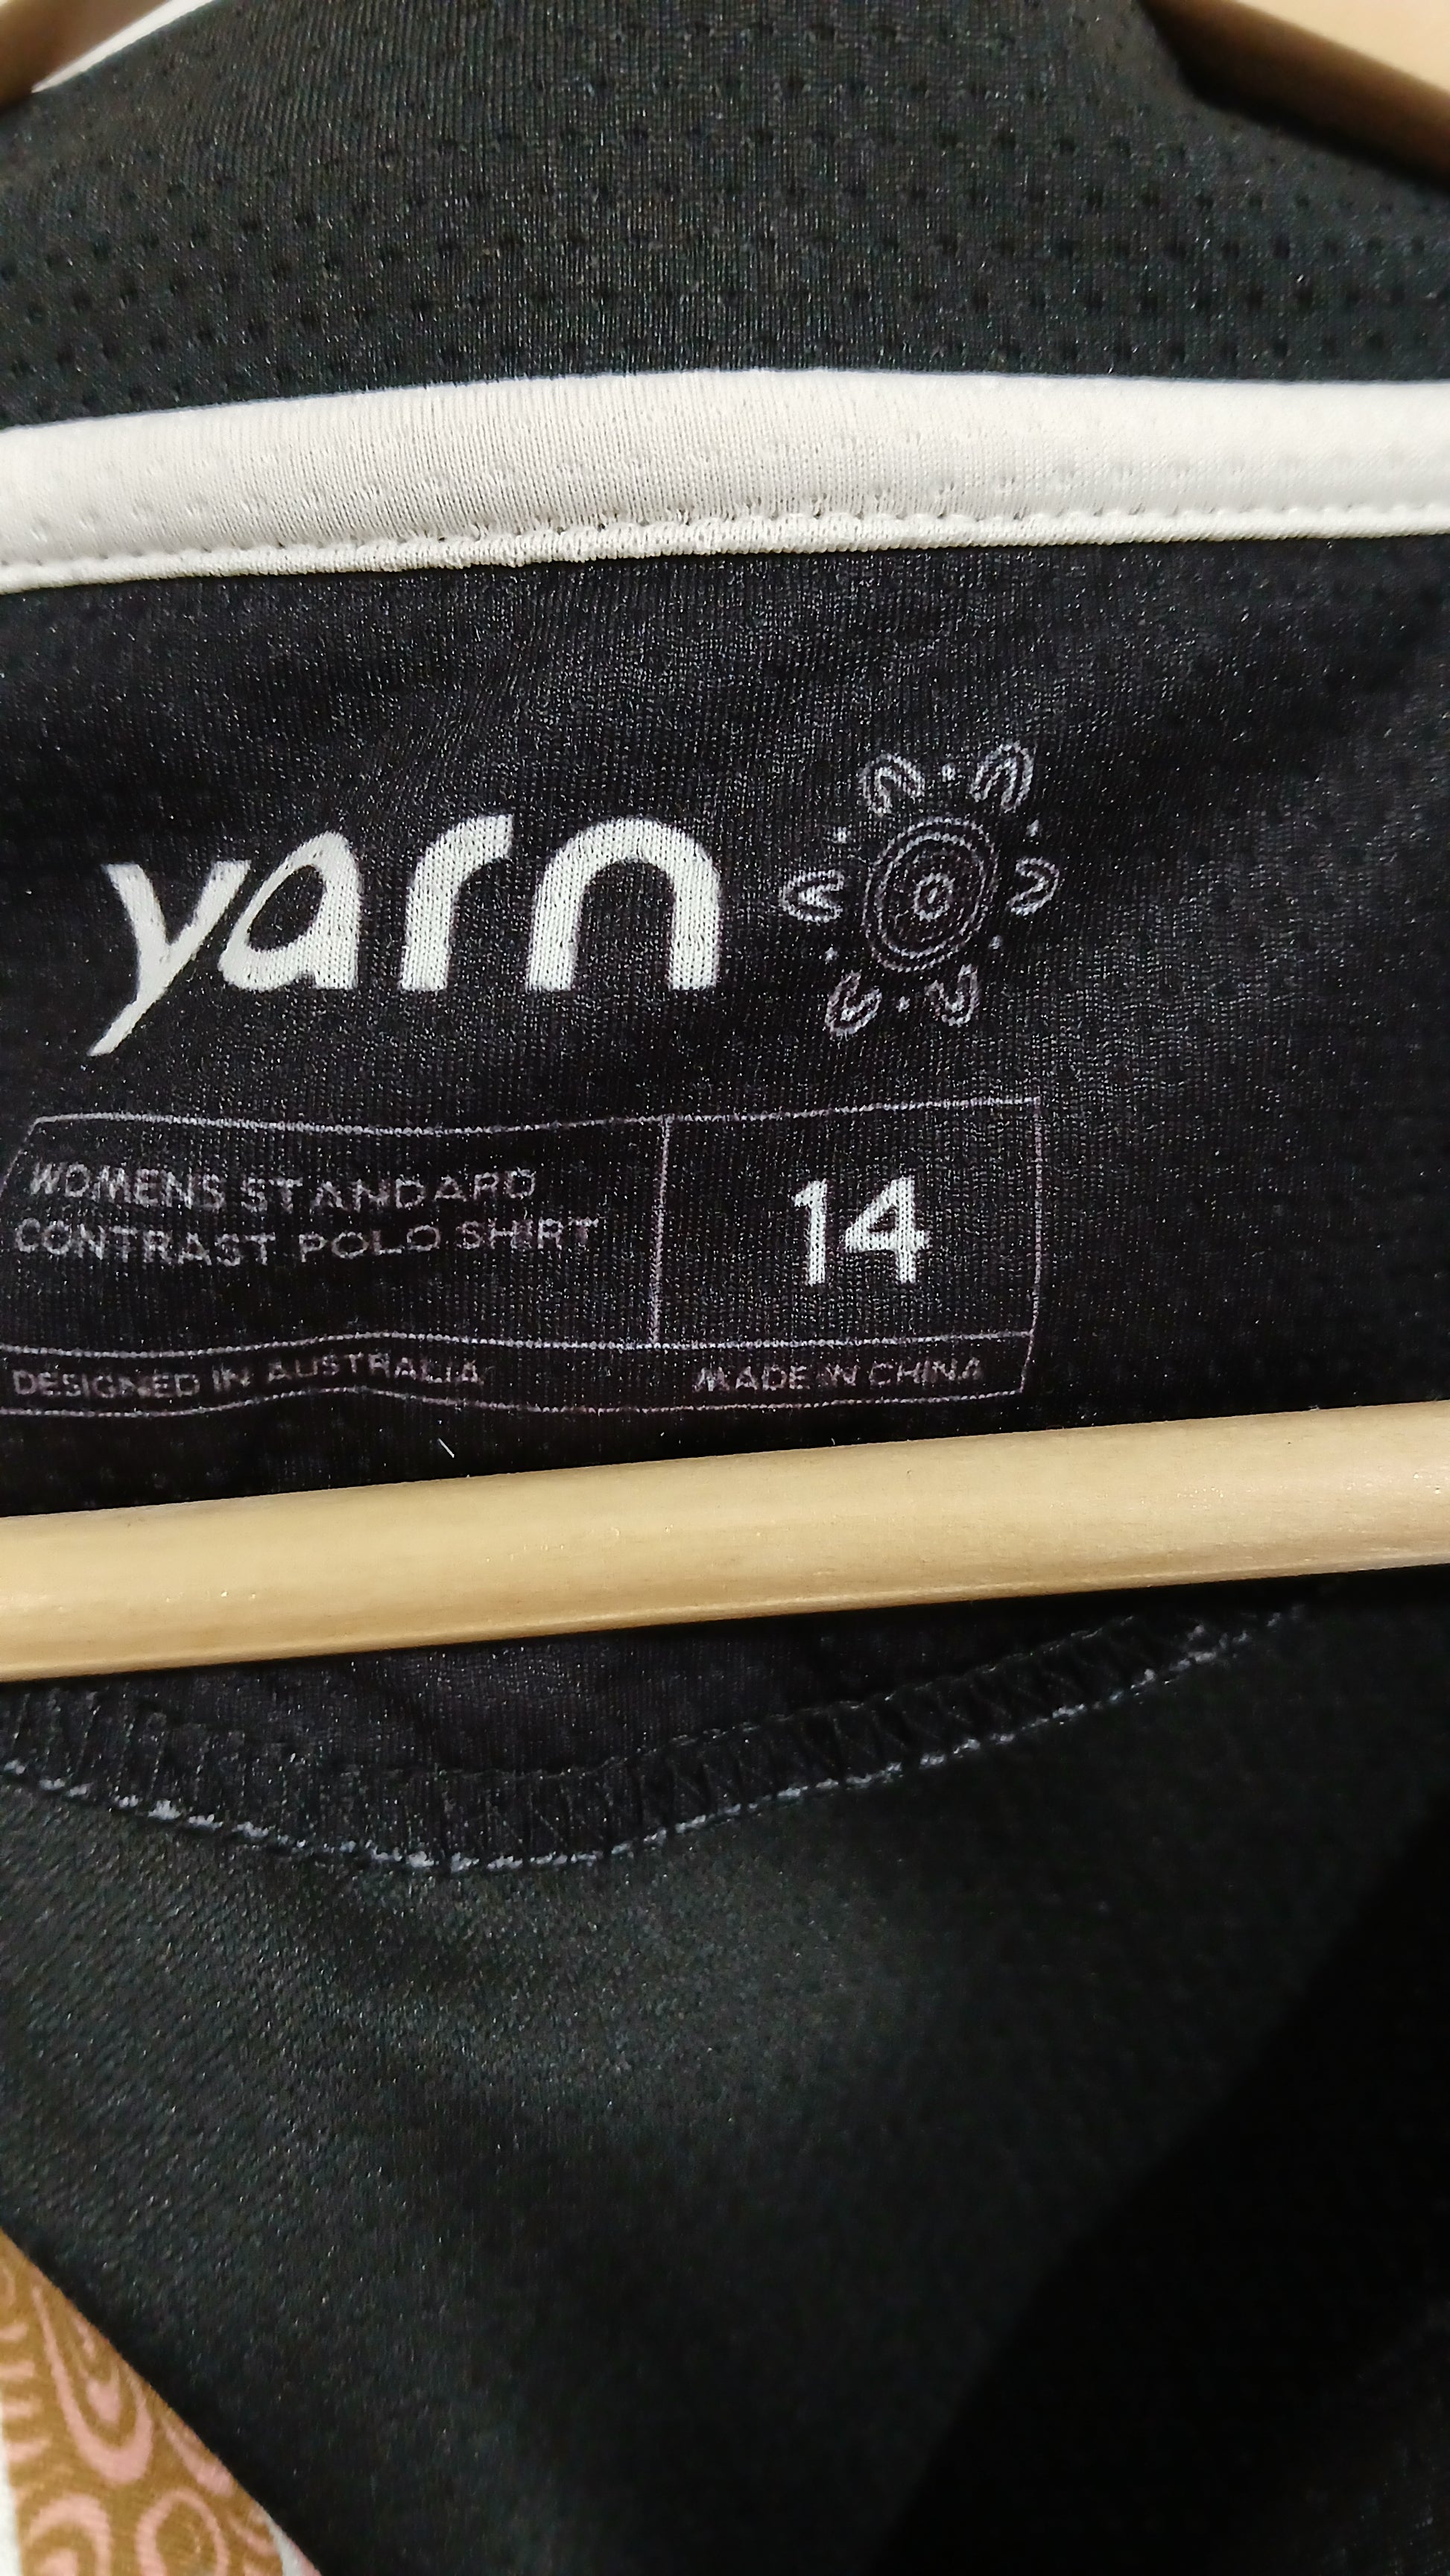 yarn
WOMENS STANDARD
CONTRAST POLO SHIRT
14
DESIGNED IN AUSTRALIA
MADE IN CHINA